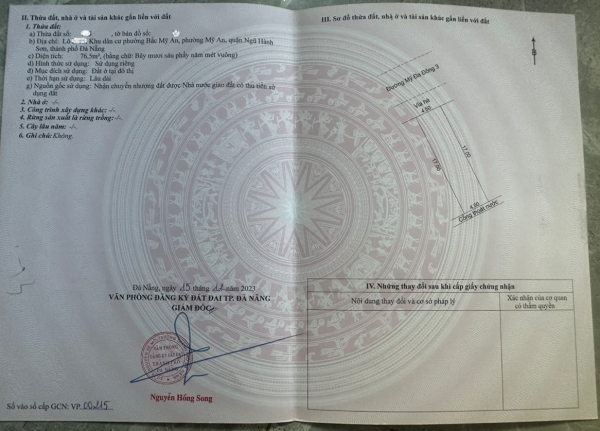 II. Thửa đất, nhà ở và tài sản khác gắn liền với đất
1. Thửa đất:
a) Thửa đất số: , tờ bản đồ số:
b) Địa chỉ: Khu dân cư phường Bắc Mỹ An, phường Mỹ An, quận Ngũ Hành
Sơn, thành phố Đà Nẵng
c) Diện tích: 76,5m², (bằng chữ: Bảy mươi sáu phẩy năm mét vuông)
d) Hình thức sử dụng: Sử dụng riêng
đ) Mục đích sử dụng: Đất ở tại đô thị
e) Thời hạn sử dụng: Lâu dài
g) Nguồn gốc sử dụng: Nhận chuyển nhượng đất được Nhà nước giao đất có thu tiền sử
dụng đất
2. Nhà ở: -/-
3. Công trình xây dựng khác: -/-
4. Rừng sản xuất là rừng trồng: -/-
5. Cây lâu năm: -/-
6. Ghi chú: Không.
Đà Nẵng, ngày tháng năm 2023
VĂN PHÒNG ĐĂNG KÝ ĐẤT ĐAI TP. ĐÀ NẴNG
GIÁM ĐỐC
Nguyễn Hồng Song
Số vào sổ cấp GCN: VP
III. Sơ đồ thửa đất, nhà ở và tài sản khác gắn liền với đất
B
Đường Mỹ Đa Đông 3
Vỉa hè
4,50
17,00
17,00
4,50
Cống thoát nước
IV. Những thay đổi sau khi cấp giấy chứng nhận
Nội dung thay đổi và cơ sở pháp lý
Xác nhận của cơ quan
có thẩm quyền